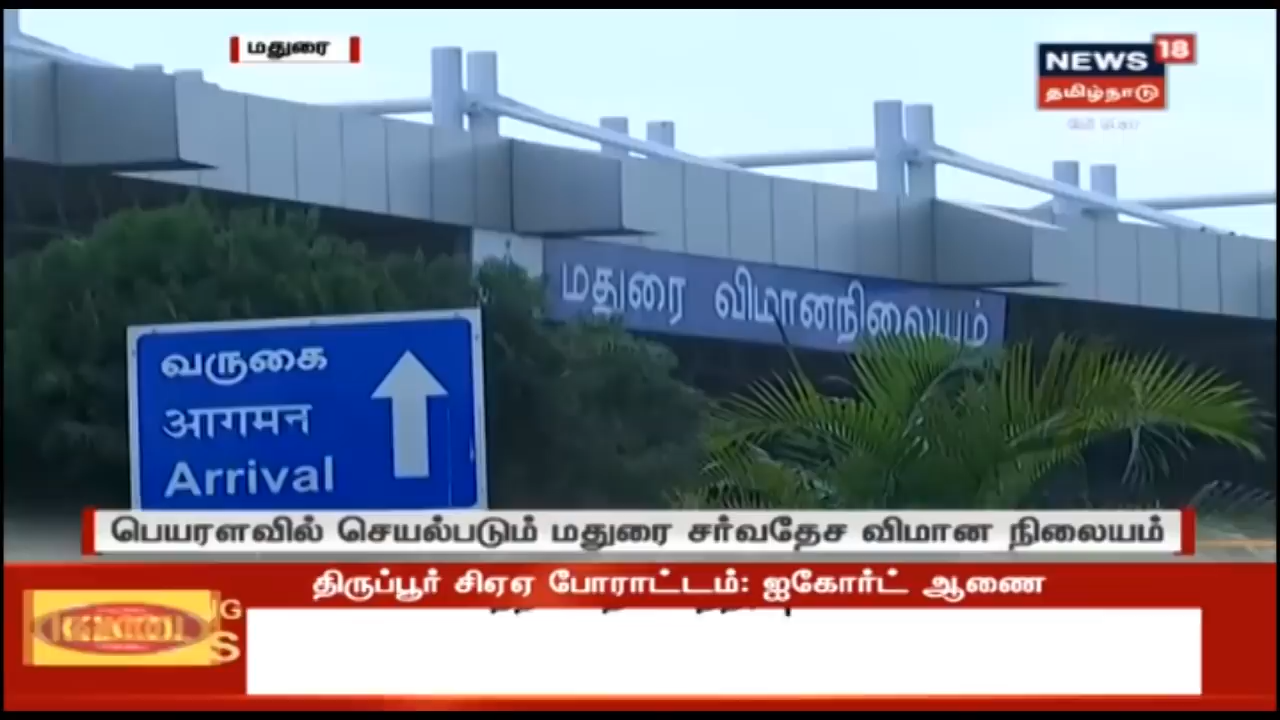 மதுரை
NEWS 18
தமிழ்நாடு
மதுரை விமானநிலையம்
வருகை
आगमन
Arrival
பெயரளவில் செயல்படும் மதுரை சர்வதேச விமான நிலையம்
திருப்பூர் சிஏஏ போராட்டம்: ஐகோர்ட் ஆணை